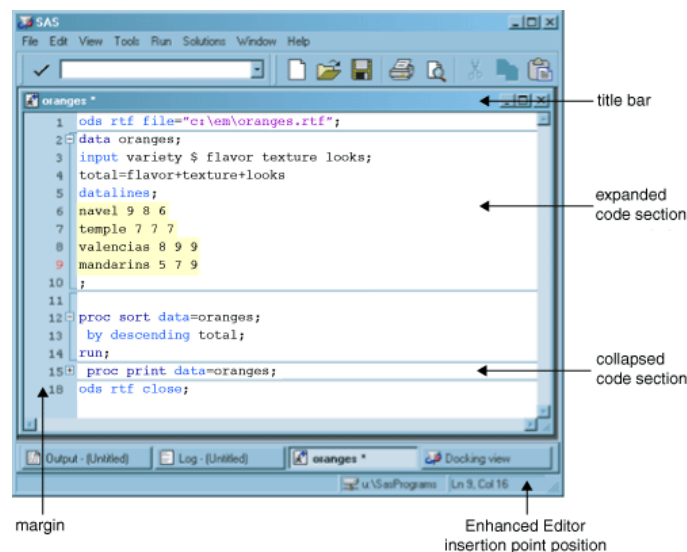 SAS
File Edit View Tools Run Solutions Window Help
oranges *
title bar
1 ods rtf file="c:\em\oranges.rtf";
2 data oranges;
3 input variety $ flavor texture looks;
4 total=flavor+texture+looks
5 datalines;
6 navel 9 8 6
7 temple 7 7 7
8 valencias 8 9 9
9 mandarins 5 7 9
10 ;
11
12 proc sort data=oranges;
13 by descending total;
14 run;
15 proc print data=oranges;
18 ods rtf close;
expanded
code section
collapsed
code section
Output - (Untitled) Log - (Untitled) oranges * Docking view
u:\SasPrograms Ln 9, Col 16
margin
Enhanced Editor
insertion point position